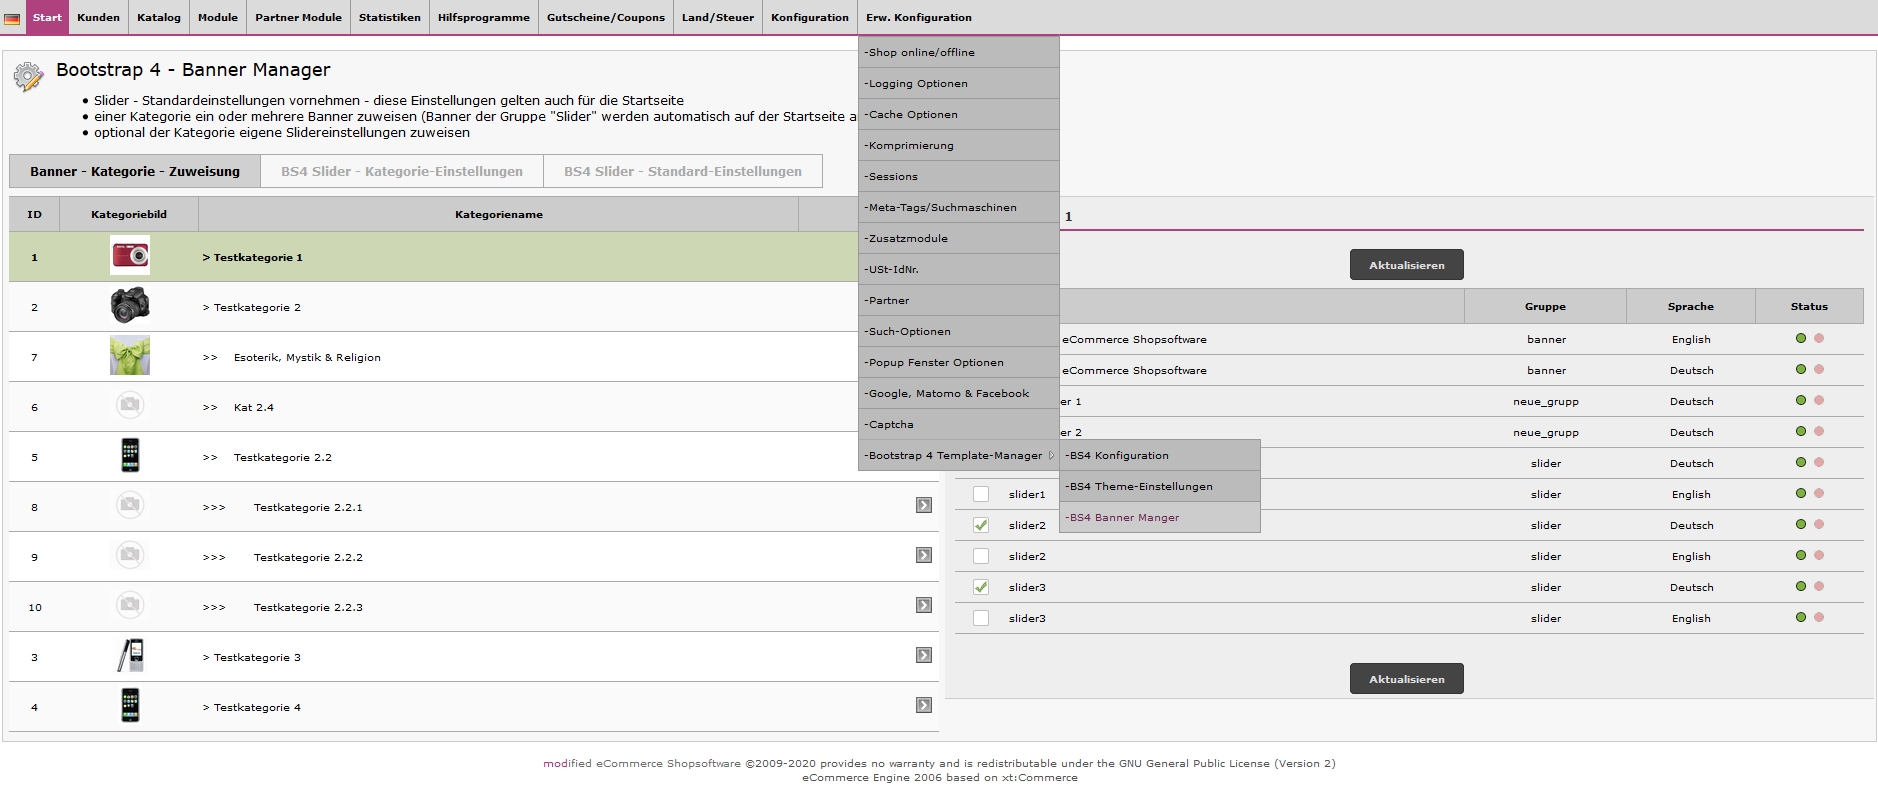 Start Kunden Katalog Module Partner Module Statistiken Hilfsprogramme Gutscheine/Coupons Land/Steuer Konfiguration Erw. Konfiguration
Bootstrap 4 - Banner Manager
• Slider - Standardeinstellungen vornehmen - diese Einstellungen gelten auch für die Startseite
• einer Kategorie ein oder mehrere Banner zuweisen (Banner der Gruppe "Slider" werden automatisch auf der Startseite a
• optional der Kategorie eigene Slidereinstellungen zuweisen
Banner - Kategorie - Zuweisung BS4 Slider - Kategorie-Einstellungen BS4 Slider - Standard-Einstellungen
ID Kategoriebild Kategoriename
1 > Testkategorie 1
2 > Testkategorie 2
7 >> Esoterik, Mystik & Religion
6 >> Kat 2.4
5 >> Testkategorie 2.2
8 >>> Testkategorie 2.2.1
9 >>> Testkategorie 2.2.2
10 >>> Testkategorie 2.2.3
3 > Testkategorie 3
4 > Testkategorie 4
-Shop online/offline
-Logging Optionen
-Cache Optionen
-Komprimierung
-Sessions
-Meta-Tags/Suchmaschinen
-Zusatzmodule
-USt-IdNr.
-Partner
-Such-Optionen
-Popup Fenster Optionen
-Google, Matomo & Facebook
-Captcha
-Bootstrap 4 Template-Manager
-BS4 Konfiguration
-BS4 Theme-Einstellungen
-BS4 Banner Manger
1
Aktualisieren
Gruppe Sprache Status
eCommerce Shopsoftware banner English
eCommerce Shopsoftware banner Deutsch
er 1 neue_grupp Deutsch
er 2 neue_grupp Deutsch
slider Deutsch
slider1 slider English
slider2 slider Deutsch
slider2 slider English
slider3 slider Deutsch
slider3 slider English
Aktualisieren
modified eCommerce Shopsoftware ©2009-2020 provides no warranty and is redistributable under the GNU General Public License (Version 2)
eCommerce Engine 2006 based on xt:Commerce